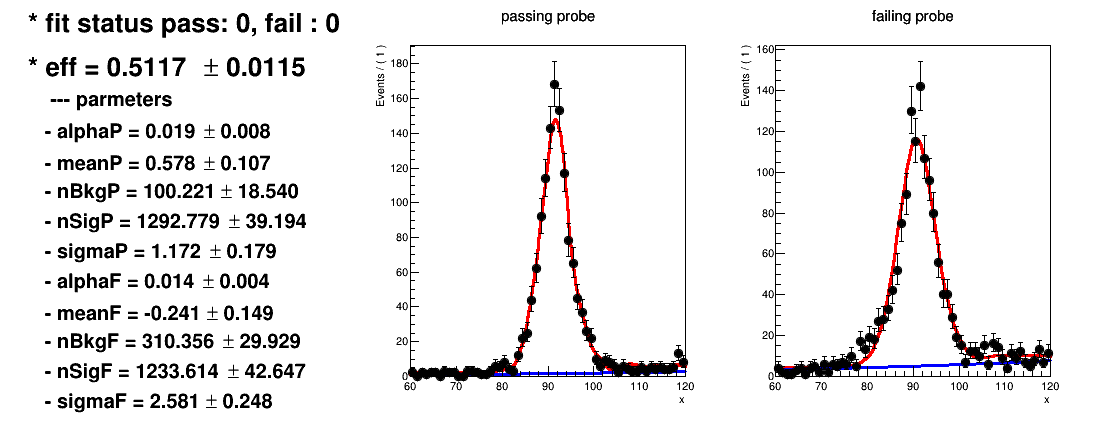 * fit status pass: 0, fail : 0
* eff = 0.5117 ± 0.0115
--- parmeters
- alphaP = 0.019 ± 0.008
- meanP = 0.578 ± 0.107
- nBkgP = 100.221 ± 18.540
- nSigP = 1292.779 ± 39.194
- sigmaP = 1.172 ± 0.179
- alphaF = 0.014 ± 0.004
- meanF = -0.241 ± 0.149
- nBkgF = 310.356 ± 29.929
- nSigF = 1233.614 ± 42.647
- sigmaF = 2.581 ± 0.248
passing probe
Events / ( 1 )
180
160
140
120
100
80
60
40
20
0
60 70 80 90 100 110 120
x
failing probe
Events / ( 1 )
160
140
120
100
80
60
40
20
0
60 70 80 90 100 110 120
x